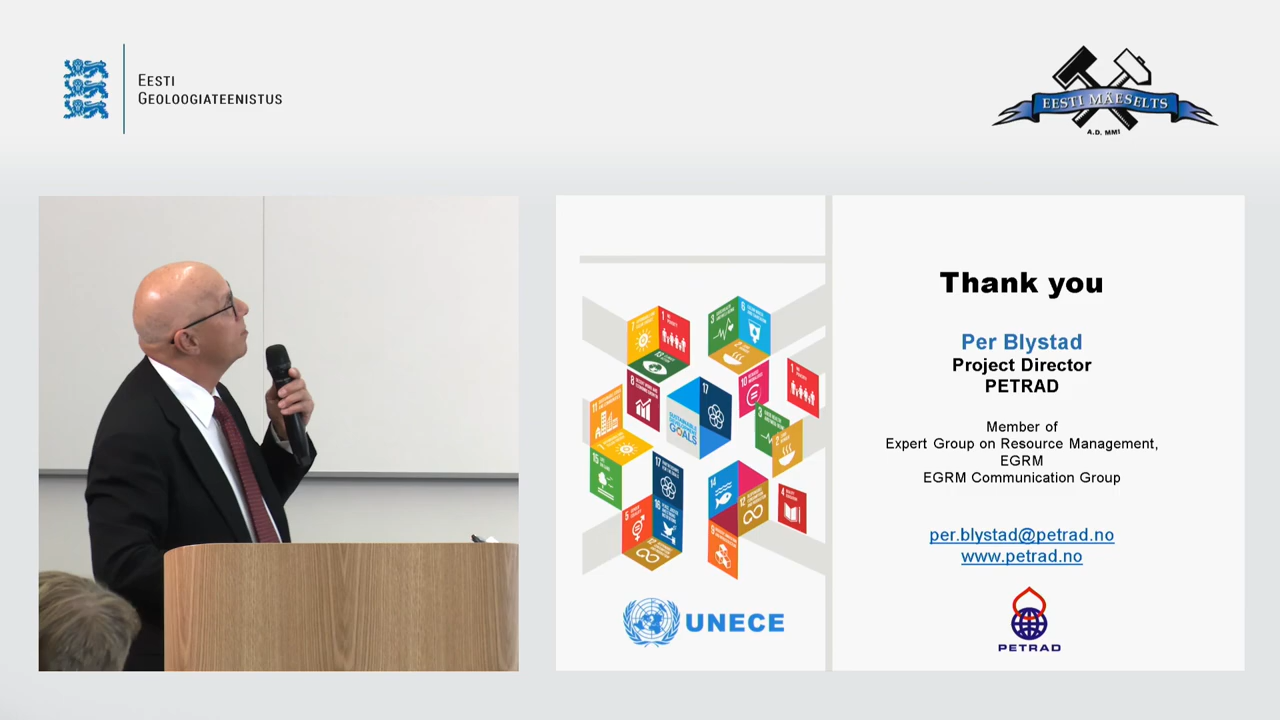 EESTI
GEOLOOGIATEENISTUS
EESTI MÄESELTS
A.D. MMI
Thank you
Per Blystad
Project Director
PETRAD
Member of
Expert Group on Resource Management,
EGRM
EGRM Communication Group
per.blystad@petrad.no
www.petrad.no
PETRAD
SUSTAINABLE
DEVELOPMENT
GOALS
17
UNECE